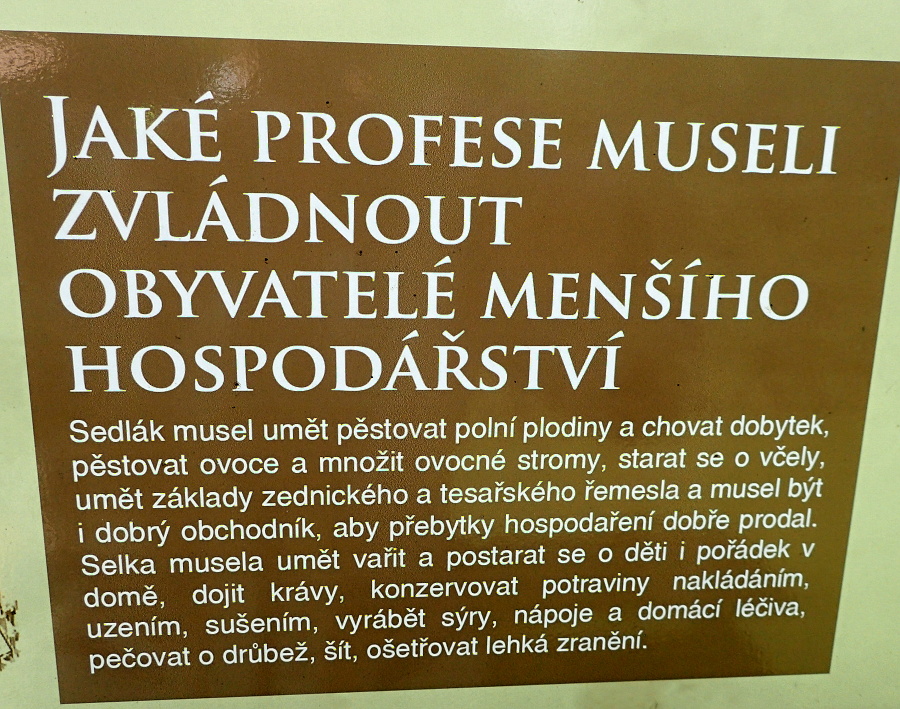 JAKÉ PROFESE MUSELI
ZVLÁDNOUT
OBYVATELÉ MENŠÍHO
HOSPODÁŘSTVÍ
Sedlák musel umět pěstovat polní plodiny a chovat dobytek,
pěstovat ovoce a množit ovocné stromy, starat se o včely,
umět základy zednického a tesařského řemesla a musel být
i dobrý obchodník, aby přebytky hospodaření dobře prodal.
Selka musela umět vařit a postarat se o děti i pořádek v
domě, dojit krávy, konzervovat potraviny nakládáním,
uzením, sušením, vyrábět sýry, nápoje a domácí léčiva,
pečovat o drůbež, šít, ošetřovat lehká zranění.